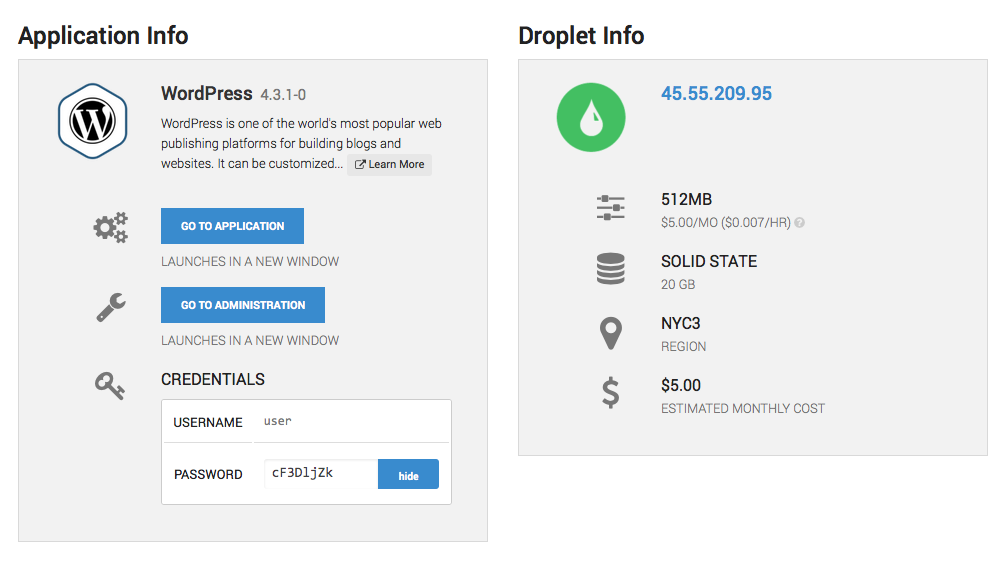 Application Info
WordPress 4.3.1-0
WordPress is one of the world's most popular web
publishing platforms for building blogs and
websites. It can be customized... Learn More
GO TO APPLICATION
LAUNCHES IN A NEW WINDOW
GO TO ADMINISTRATION
LAUNCHES IN A NEW WINDOW
CREDENTIALS
USERNAME user
PASSWORD cF3DljZk hide
Droplet Info
45.55.209.95
512MB
$5.00/MO ($0.007/HR) ?
SOLID STATE
20 GB
NYC3
REGION
$5.00
ESTIMATED MONTHLY COST